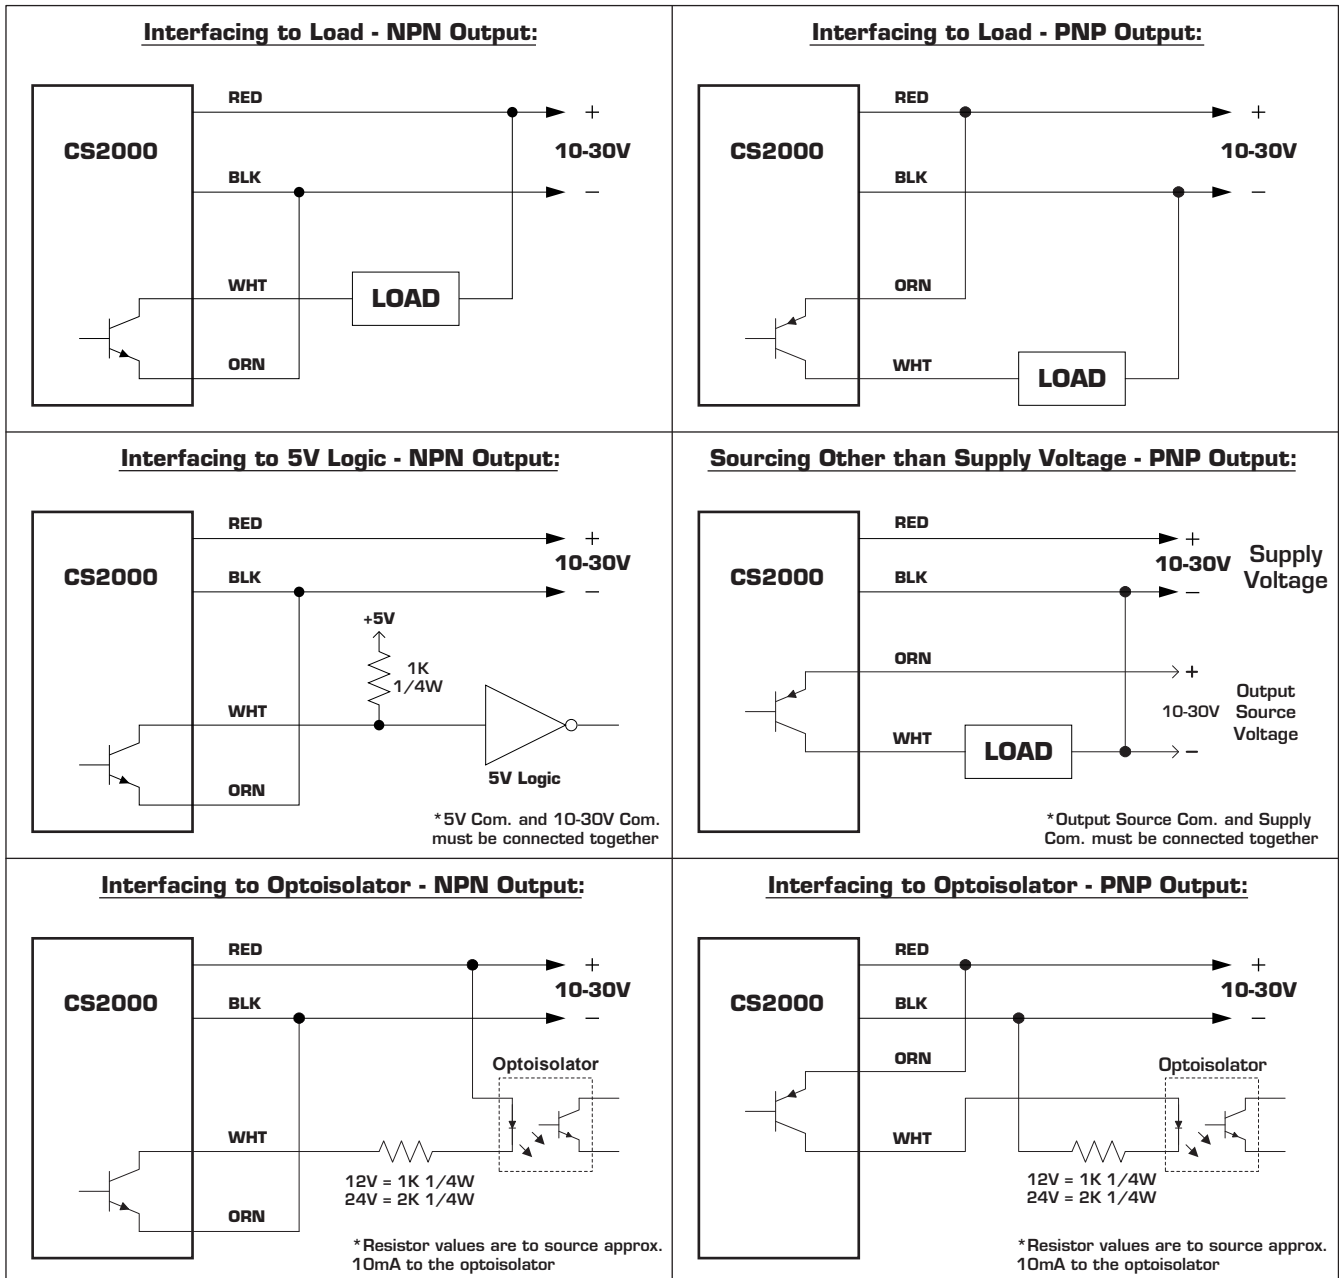 Interfacing to Load - NPN Output:
RED
+
CS2000
10-30V
BLK
−
WHT
LOAD
ORN
Interfacing to Load - PNP Output:
RED
+
CS2000
10-30V
BLK
−
ORN
WHT
LOAD
Interfacing to 5V Logic - NPN Output:
RED
+
CS2000
10-30V
BLK
−
+5V
1K
1/4W
WHT
5V Logic
ORN
*5V Com. and 10-30V Com.
must be connected together
Sourcing Other than Supply Voltage - PNP Output:
RED
+
CS2000
10-30V
Supply
Voltage
BLK
−
ORN
+
10-30V
Output
Source
Voltage
WHT
LOAD
−
*Output Source Com. and Supply
Com. must be connected together
Interfacing to Optoisolator - NPN Output:
RED
+
CS2000
10-30V
BLK
−
Optoisolator
WHT
12V = 1K 1/4W
24V = 2K 1/4W
ORN
*Resistor values are to source approx.
10mA to the optoisolator
Interfacing to Optoisolator - PNP Output:
RED
+
CS2000
10-30V
BLK
−
ORN
Optoisolator
WHT
12V = 1K 1/4W
24V = 2K 1/4W
*Resistor values are to source approx.
10mA to the optoisolator